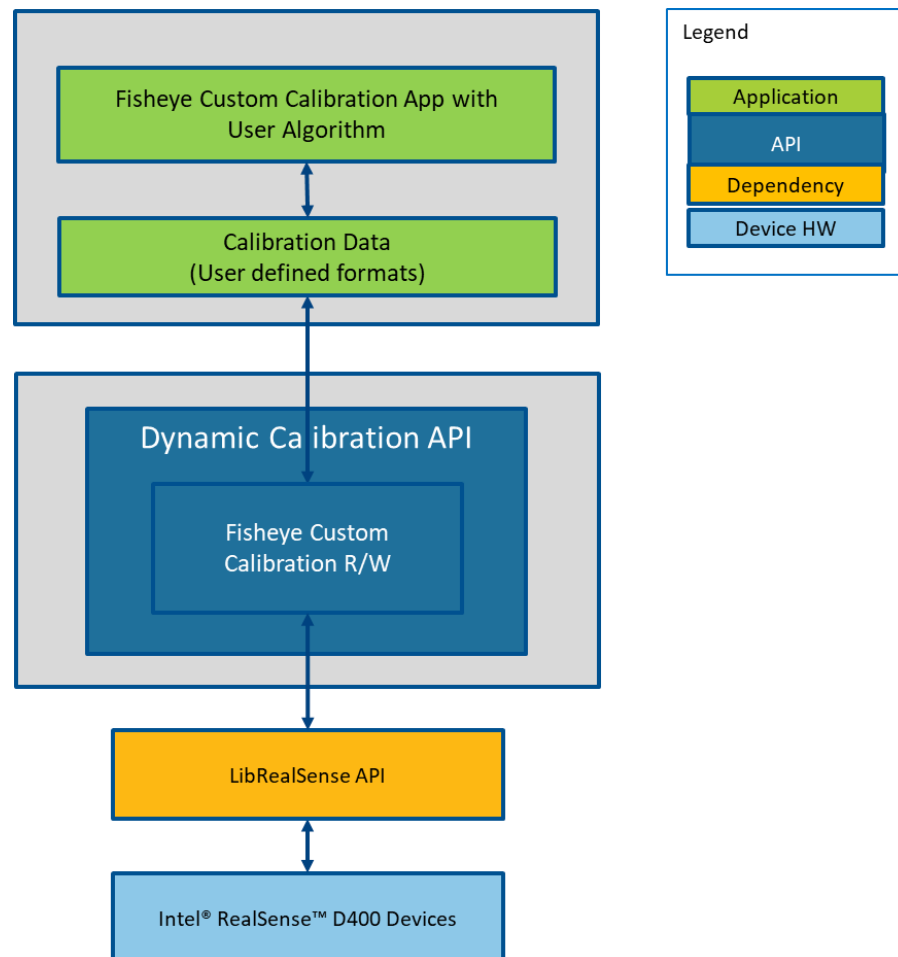 Fisheye Custom Calibration App with
User Algorithm
Calibration Data
(User defined formats)
Dynamic Calibration API
Fisheye Custom
Calibration R/W
LibRealSense API
Intel® RealSense™ D400 Devices
Legend
Application
API
Dependency
Device HW